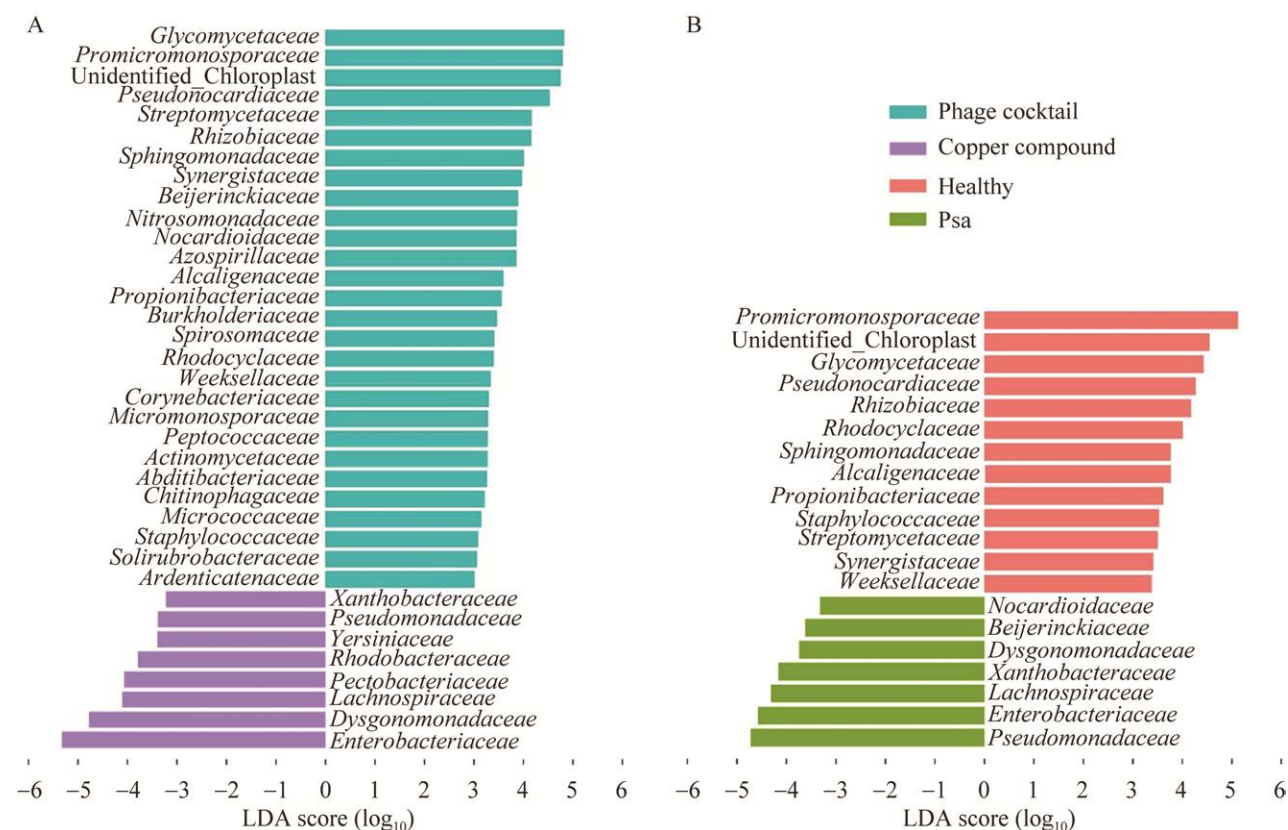 A
Glycomycetaceae
Promicromonosporaceae
Unidentified_Chloroplast
Pseudonocardiaceae
Streptomycetaceae
Rhizobiaceae
Sphingomonadaceae
Synergistaceae
Beijerinckiaceae
Nitrosomonadaceae
Nocardioidaceae
Azospirillaceae
Alcaligenaceae
Propionibacteriaceae
Burkholderiaceae
Spirosomaceae
Rhodocyclaceae
Weeksellaceae
Corynebacteriaceae
Micromonosporaceae
Peptococcaceae
Actinomycetaceae
Abditibacteriaceae
Chitinophagaceae
Micrococcaceae
Staphylococcaceae
Solirubrobacteraceae
Ardenticatenaceae
Xanthobacteraceae
Pseudomonadaceae
Yersiniaceae
Rhodobacteraceae
Pectobacteriaceae
Lachnospiraceae
Dysgonomonadaceae
Enterobacteriaceae
−6 −5 −4 −3 −2 −1 0 1 2 3 4 5 6
LDA score (log10)
B
Phage cocktail
Copper compound
Healthy
Psa
Promicromonosporaceae
Unidentified_Chloroplast
Glycomycetaceae
Pseudonocardiaceae
Rhizobiaceae
Rhodocyclaceae
Sphingomonadaceae
Alcaligenaceae
Propionibacteriaceae
Staphylococcaceae
Streptomycetaceae
Synergistaceae
Weeksellaceae
Nocardioidaceae
Beijerinckiaceae
Dysgonomonadaceae
Xanthobacteraceae
Lachnospiraceae
Enterobacteriaceae
Pseudomonadaceae
−6 −5 −4 −3 −2 −1 0 1 2 3 4 5 6
LDA score (log10)